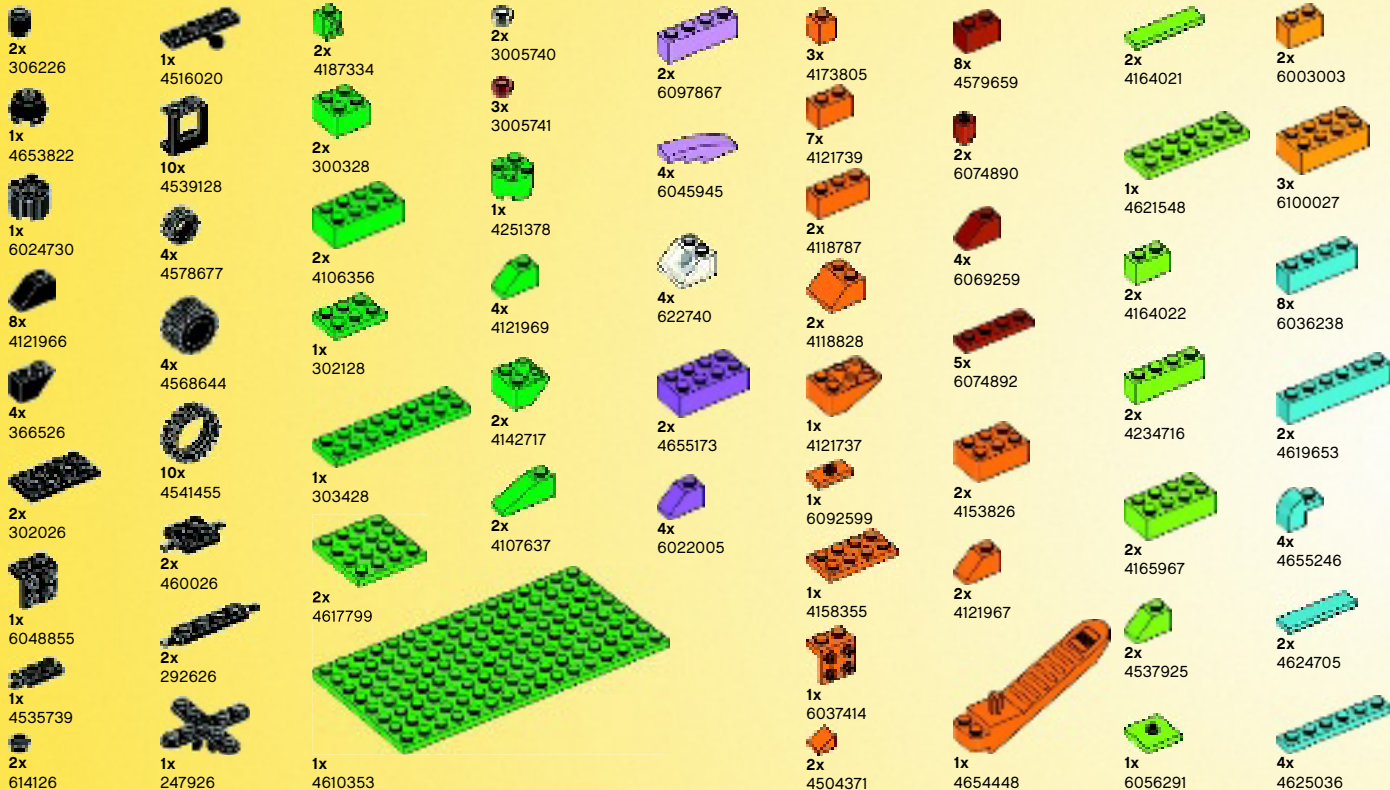 2x
306226
1x
4653822
1x
6024730
8x
4121966
4x
366526
2x
302026
1x
6048855
1x
4535739
2x
614126
1x
4516020
10x
4539128
4x
4578677
4x
4568644
10x
4541455
2x
460026
2x
292626
1x
247926
2x
4187334
2x
300328
2x
4106356
1x
302128
1x
303428
2x
4617799
1x
4610353
2x
3005740
3x
3005741
1x
4251378
4x
4121969
2x
4142717
2x
4107637
2x
6097867
4x
6045945
4x
622740
2x
4655173
4x
6022005
3x
4173805
7x
4121739
2x
4118787
2x
4118828
1x
4121737
1x
6092599
1x
4158355
1x
6037414
2x
4504371
8x
4579659
2x
6074890
4x
6069259
5x
6074892
2x
4153826
2x
4121967
1x
4654448
2x
4164021
1x
4621548
2x
4164022
2x
4234716
2x
4165967
2x
4537925
1x
6056291
2x
6003003
3x
6100027
8x
6036238
2x
4619653
4x
4655246
2x
4624705
4x
4625036